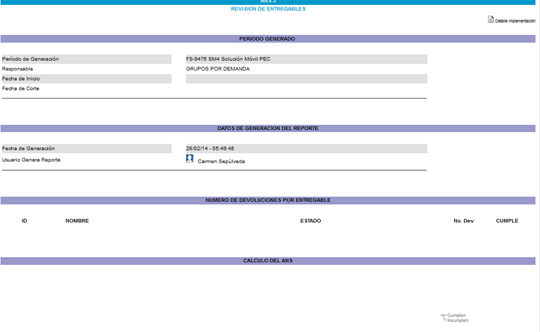 ANS 3
REVISION DE ENTREGABLES
Detalle Implementación
PERIODO GENERADO
Período de Generación FS-9476 SM4 Solución Móvil PEC
Responsable GRUPOS POR DEMANDA
Fecha de Inicio
Fecha de Corte
DATOS DE GENERACION DEL REPORTE
Fecha de Generación 28/02/14 - 05:49:48
Usuario Genera Reporte Carmen Sepúlveda
NUMERO DE DEVOLUCIONES POR ENTREGABLE
ID NOMBRE ESTADO No. Dev CUMPLE
CALCULO DEL ANS
Cumplen
Incumplen